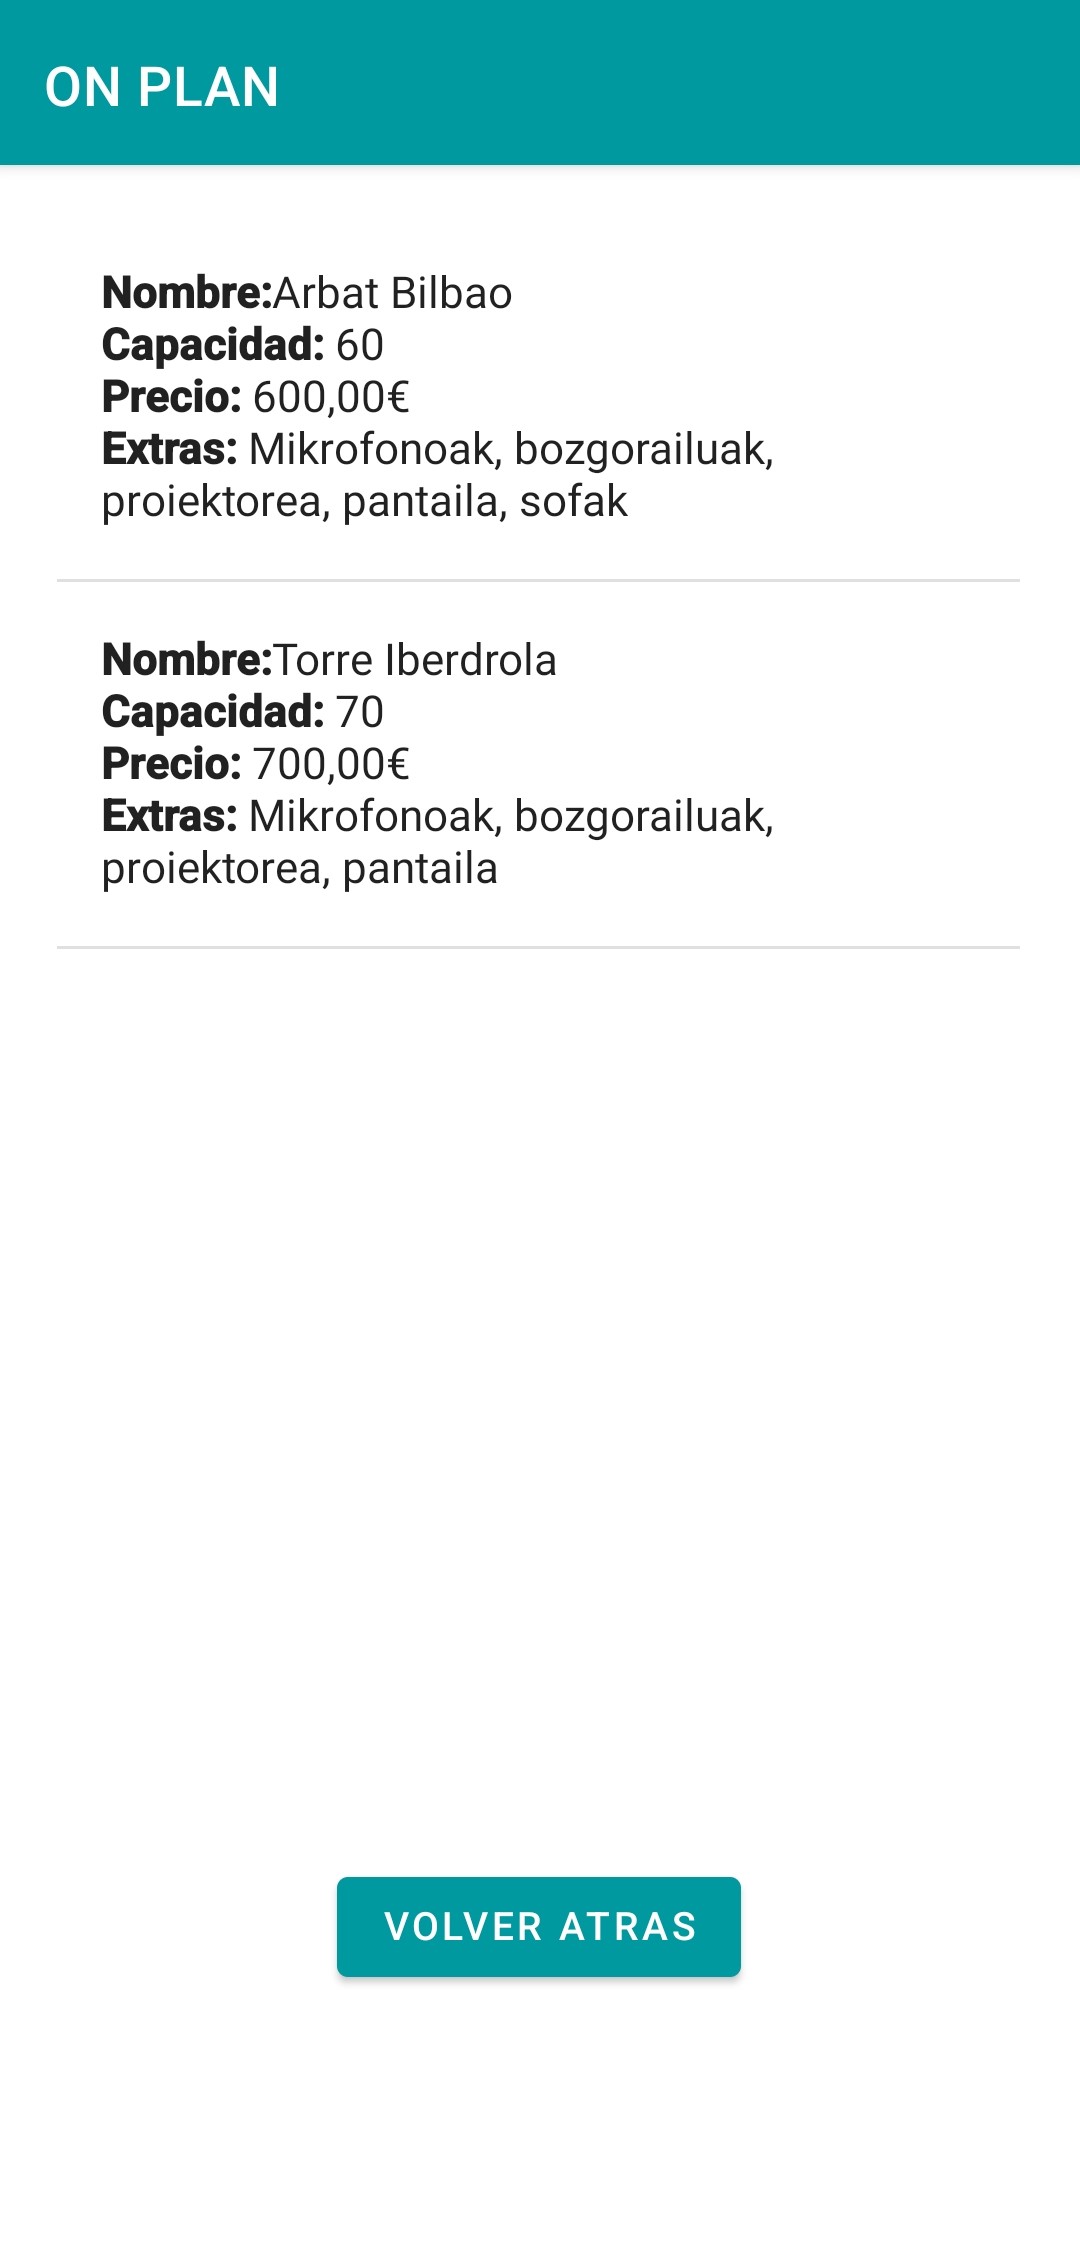 ON PLAN
Nombre:Arbat Bilbao
Capacidad: 60
Precio: 600,00€
Extras: Mikrofonoak, bozgorailuak,
proiektorea, pantaila, sofak
Nombre:Torre Iberdrola
Capacidad: 70
Precio: 700,00€
Extras: Mikrofonoak, bozgorailuak,
proiektorea, pantaila
VOLVER ATRAS